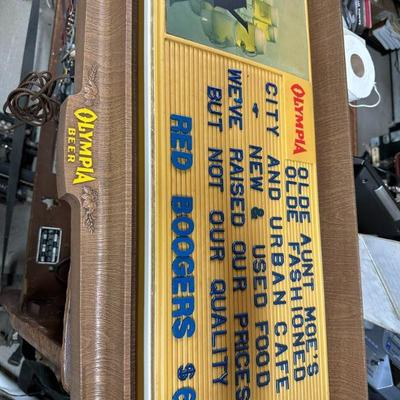 OLYMPIA
BEER
OLYMPIA
OLDE AUNT MOE'S
OLDE FASHIONED
CITY AND URBAN CAFE
- NEW & USED FOOD
WE'VE RAISED OUR PRICES
BUT NOT OUR QUALITY
RED BOOGERS $